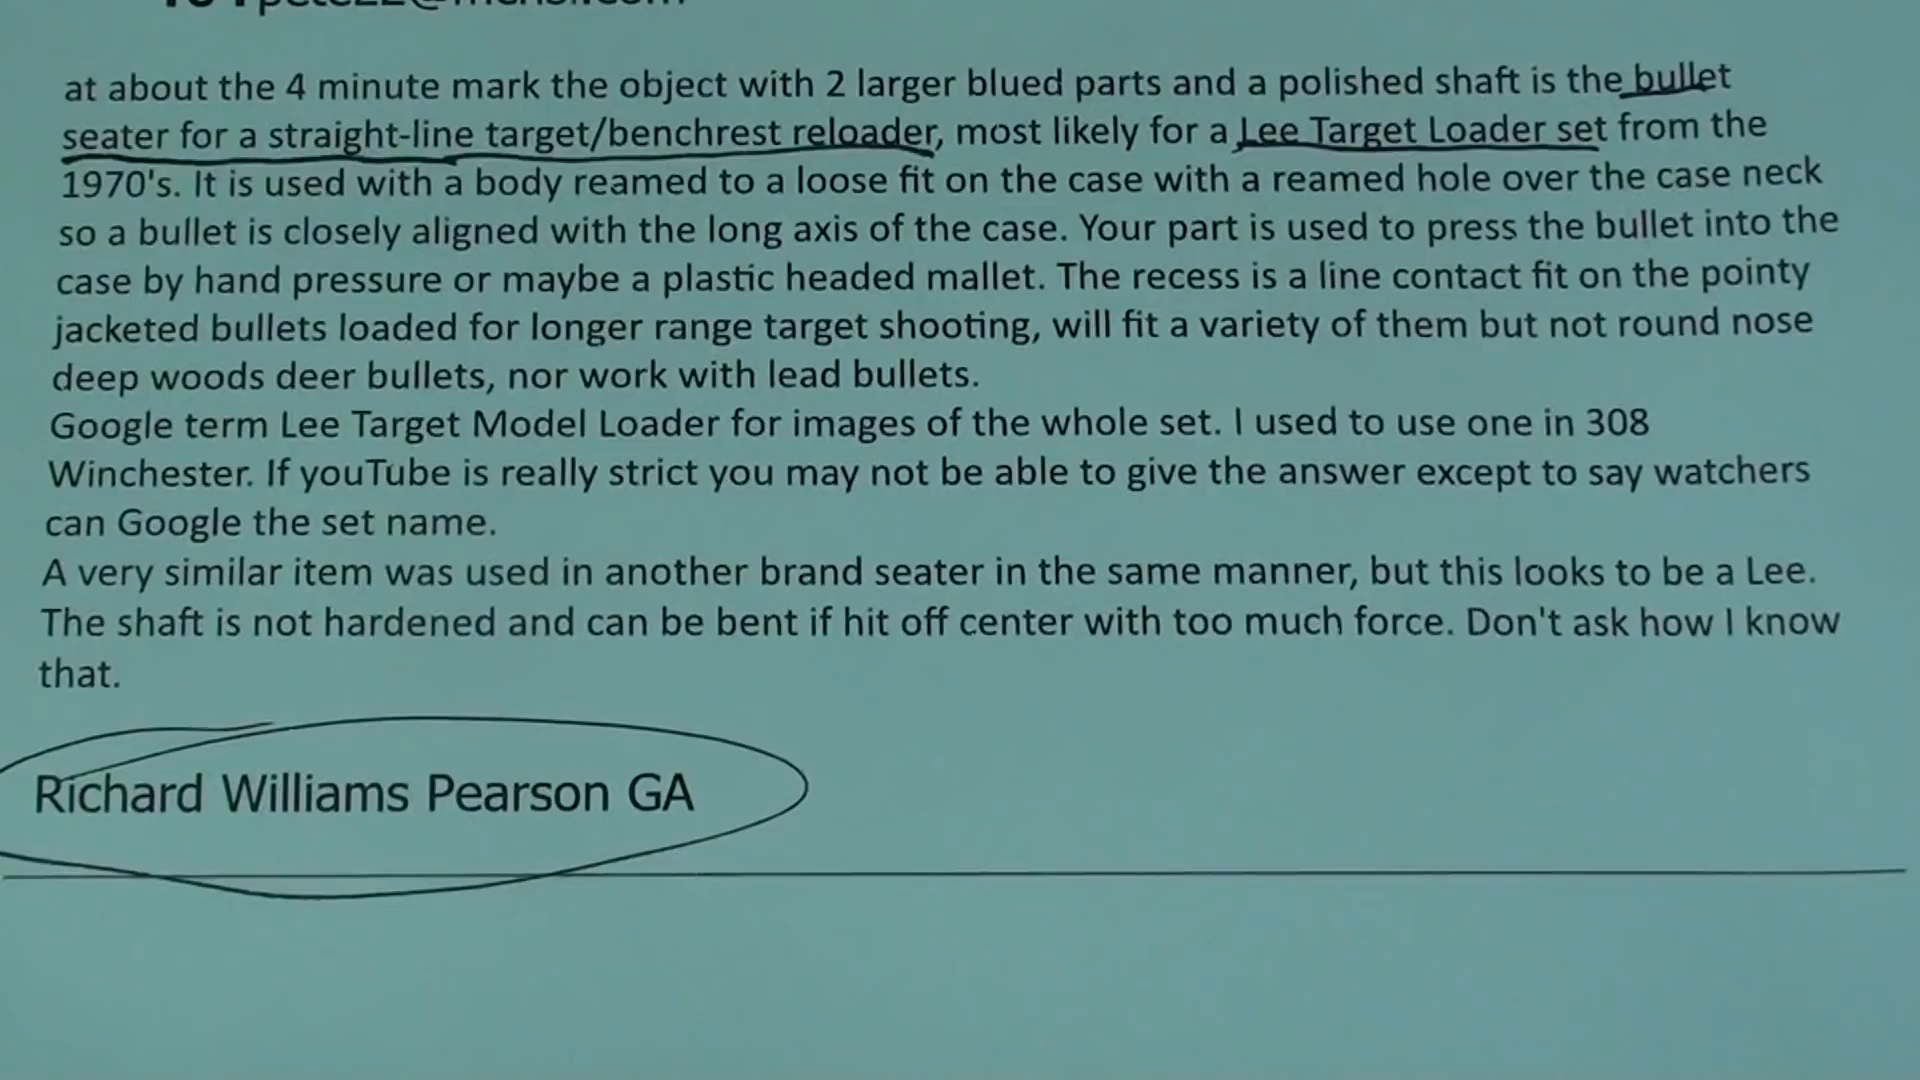 at about the 4 minute mark the object with 2 larger blued parts and a polished shaft is the bullet
seater for a straight-line target/benchrest reloader, most likely for a Lee Target Loader set from the
1970's. It is used with a body reamed to a loose fit on the case with a reamed hole over the case neck
so a bullet is closely aligned with the long axis of the case. Your part is used to press the bullet into the
case by hand pressure or maybe a plastic headed mallet. The recess is a line contact fit on the pointy
jacketed bullets loaded for longer range target shooting, will fit a variety of them but not round nose
deep woods deer bullets, nor work with lead bullets.
Google term Lee Target Model Loader for images of the whole set. I used to use one in 308
Winchester. If youTube is really strict you may not be able to give the answer except to say watchers
can Google the set name.
A very similar item was used in another brand seater in the same manner, but this looks to be a Lee.
The shaft is not hardened and can be bent if hit off center with too much force. Don't ask how I know
that.
Richard Williams Pearson GA